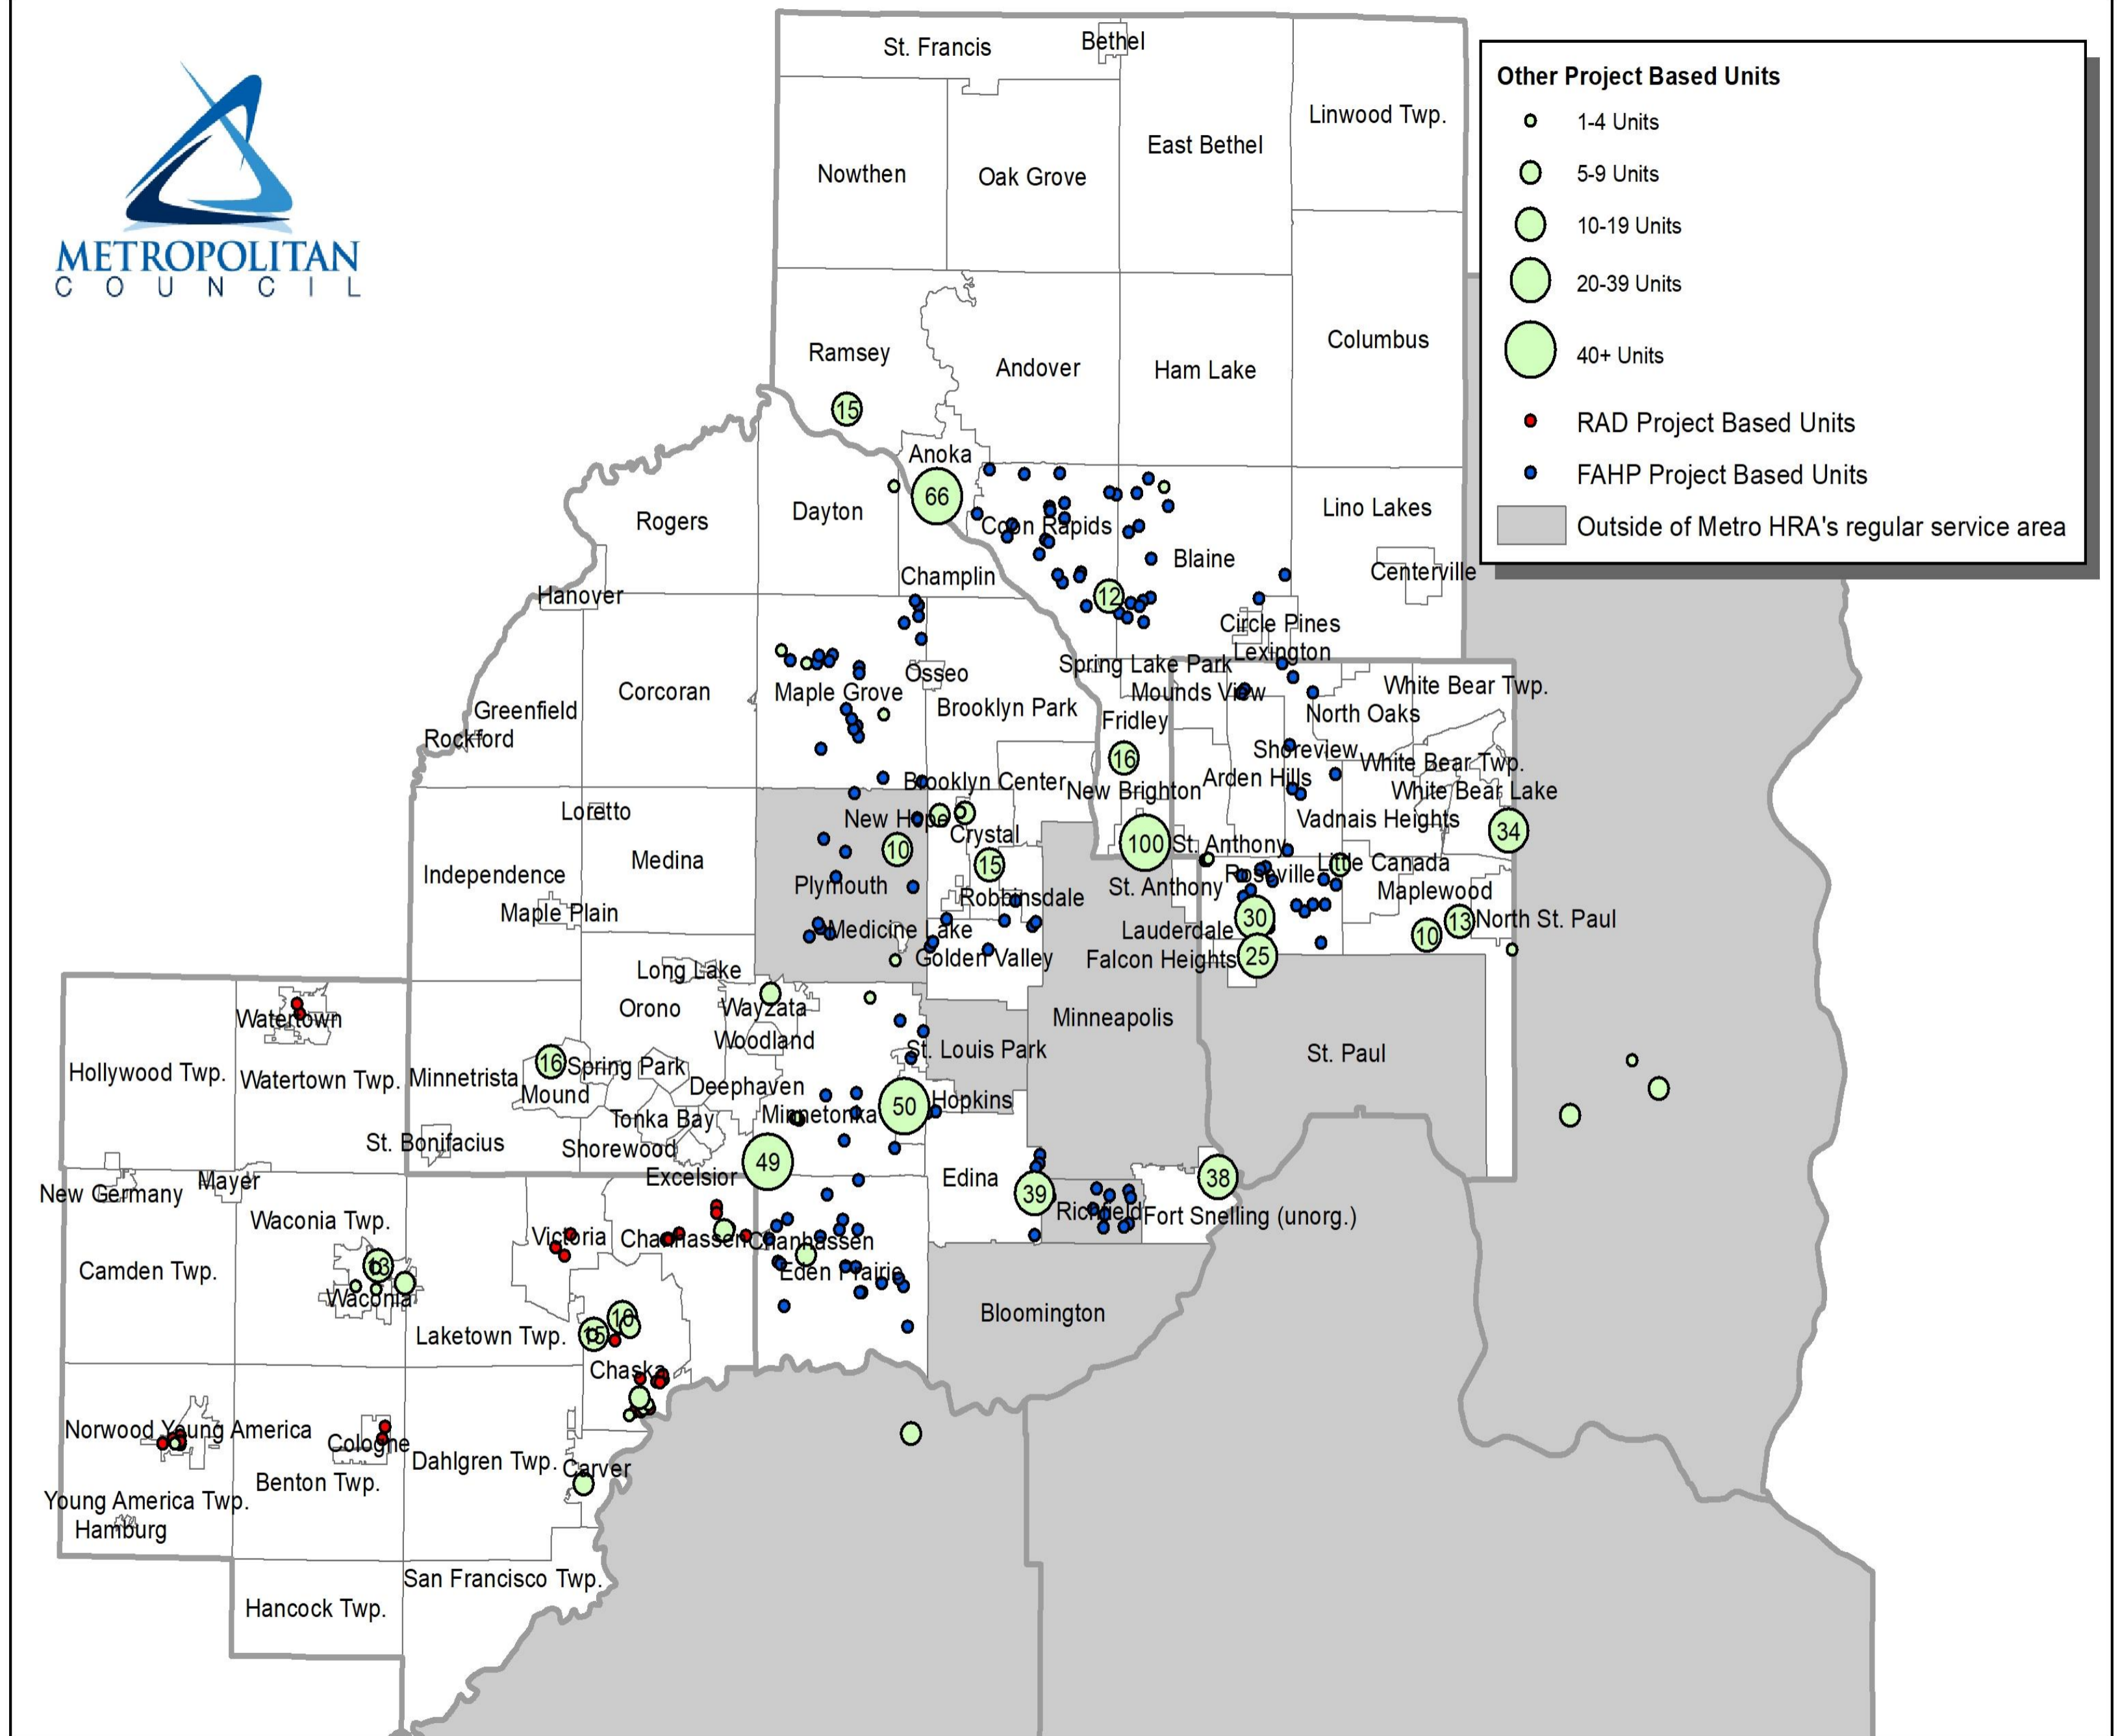 St. Francis
Bethel
Linwood Twp.
East Bethel
Nowthen
Oak Grove
METROPOLITAN
COUNCIL
Other Project Based Units
1-4 Units
5-9 Units
10-19 Units
20-39 Units
40+ Units
RAD Project Based Units
FAHP Project Based Units
Outside of Metro HRA's regular service area
Ramsey
Andover
Ham Lake
Columbus
15
Anoka
66
Rogers
Dayton
Coon Rapids
Lino Lakes
Blaine
Centerville
Champlin
Hanover
12
Circle Pines
Lexington
Spring Lake Park
Osseo
Corcoran
Maple Grove
Mounds View
White Bear Twp.
Greenfield
Brooklyn Park
North Oaks
Fridley
Rockford
Shoreview
16
White Bear Twp.
Brooklyn Center
Arden Hills
New Brighton
White Bear Lake
Loretto
New Hope
Vadnais Heights
34
Crystal
100
St. Anthony
10
Medina
15
Little Canada
Independence
Roseville
Plymouth
St. Anthony
Maplewood
Robbinsdale
Maple Plain
30
13
North St. Paul
Medicine Lake
Lauderdale
10
Golden Valley
Falcon Heights
25
Long Lake
Orono
Wayzata
Watertown
Minneapolis
Woodland
St. Louis Park
St. Paul
16
Spring Park
Hollywood Twp.
Watertown Twp.
Minnetrista
Deephaven
Mound
50
Hopkins
Tonka Bay
Minnetonka
St. Bonifacius
Shorewood
49
Excelsior
Edina
38
Mayer
New Germany
39
Richfield
Fort Snelling (unorg.)
Waconia Twp.
Victoria
Chanhassen
Chanhassen
Camden Twp.
13
Eden Prairie
Waconia
Bloomington
10
Laketown Twp.
15
Chaska
Norwood Young America
Cologne
Dahlgren Twp.
Carver
Benton Twp.
Young America Twp.
Hamburg
San Francisco Twp.
Hancock Twp.